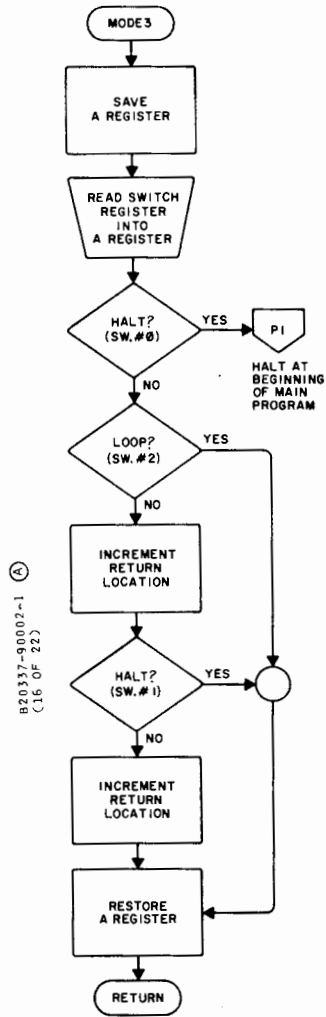 MODE3
SAVE
A REGISTER
READ SWITCH
REGISTER
INTO
A REGISTER
HALT?
(SW.#0)
YES
P1
HALT AT
BEGINNING
OF MAIN
PROGRAM
NO
LOOP?
(SW.#2)
YES
NO
INCREMENT
RETURN
LOCATION
HALT?
(SW.#1)
YES
NO
INCREMENT
RETURN
LOCATION
RESTORE
A REGISTER
RETURN
B20337-90002-1 A
(16 OF 22)